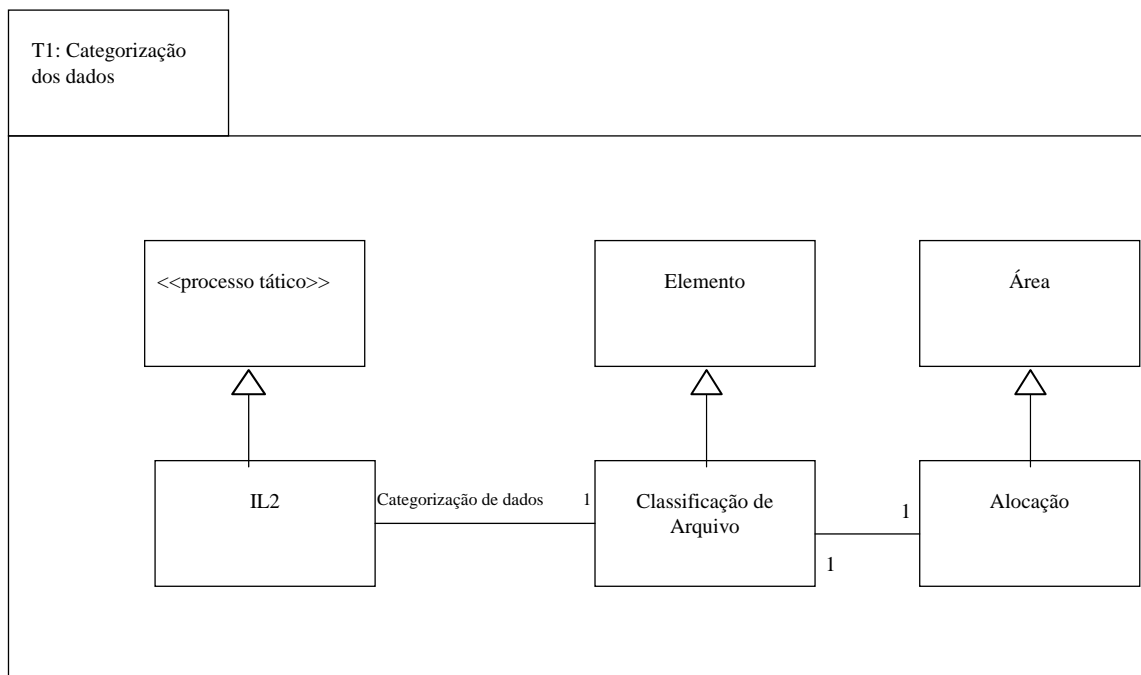 T1: Categorização
dos dados
<<processo tático>>
Elemento
Área
IL2
Categorização de dados
1
Classificação de
Arquivo
1
1
Alocação